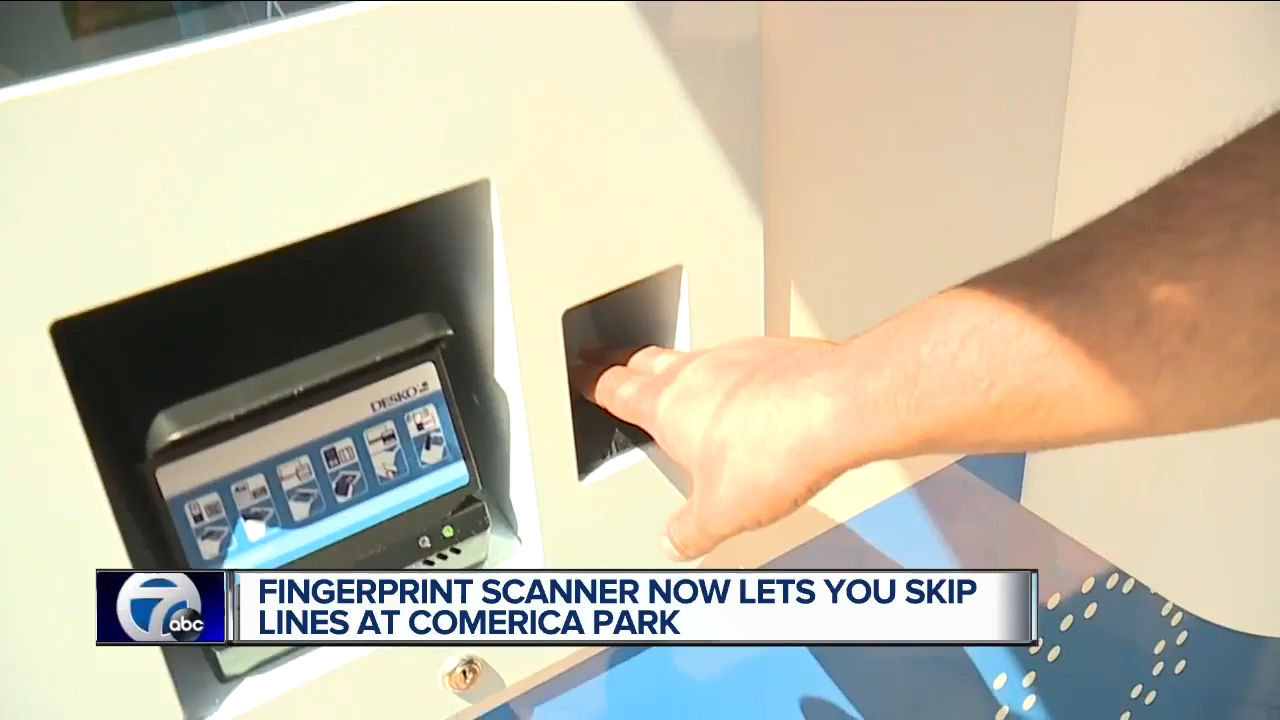 DESKO
7
abc
FINGERPRINT SCANNER NOW LETS YOU SKIP
LINES AT COMERICA PARK